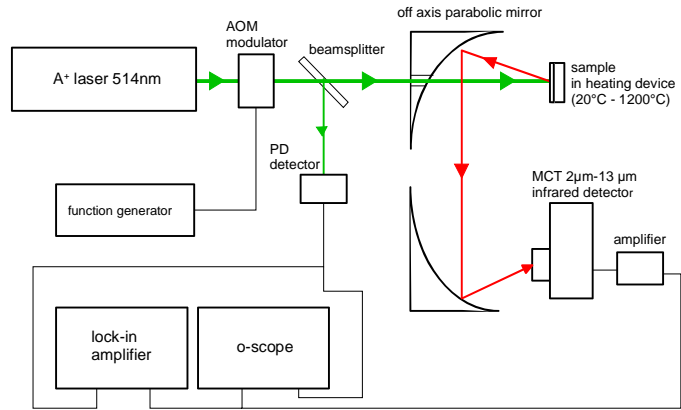 off axis parabolic mirror
AOM
modulator
beamsplitter
A⁺ laser 514nm
sample
in heating device
(20°C - 1200°C)
PD
detector
MCT 2µm-13 µm
infrared detector
function generator
amplifier
lock-in
amplifier
o-scope